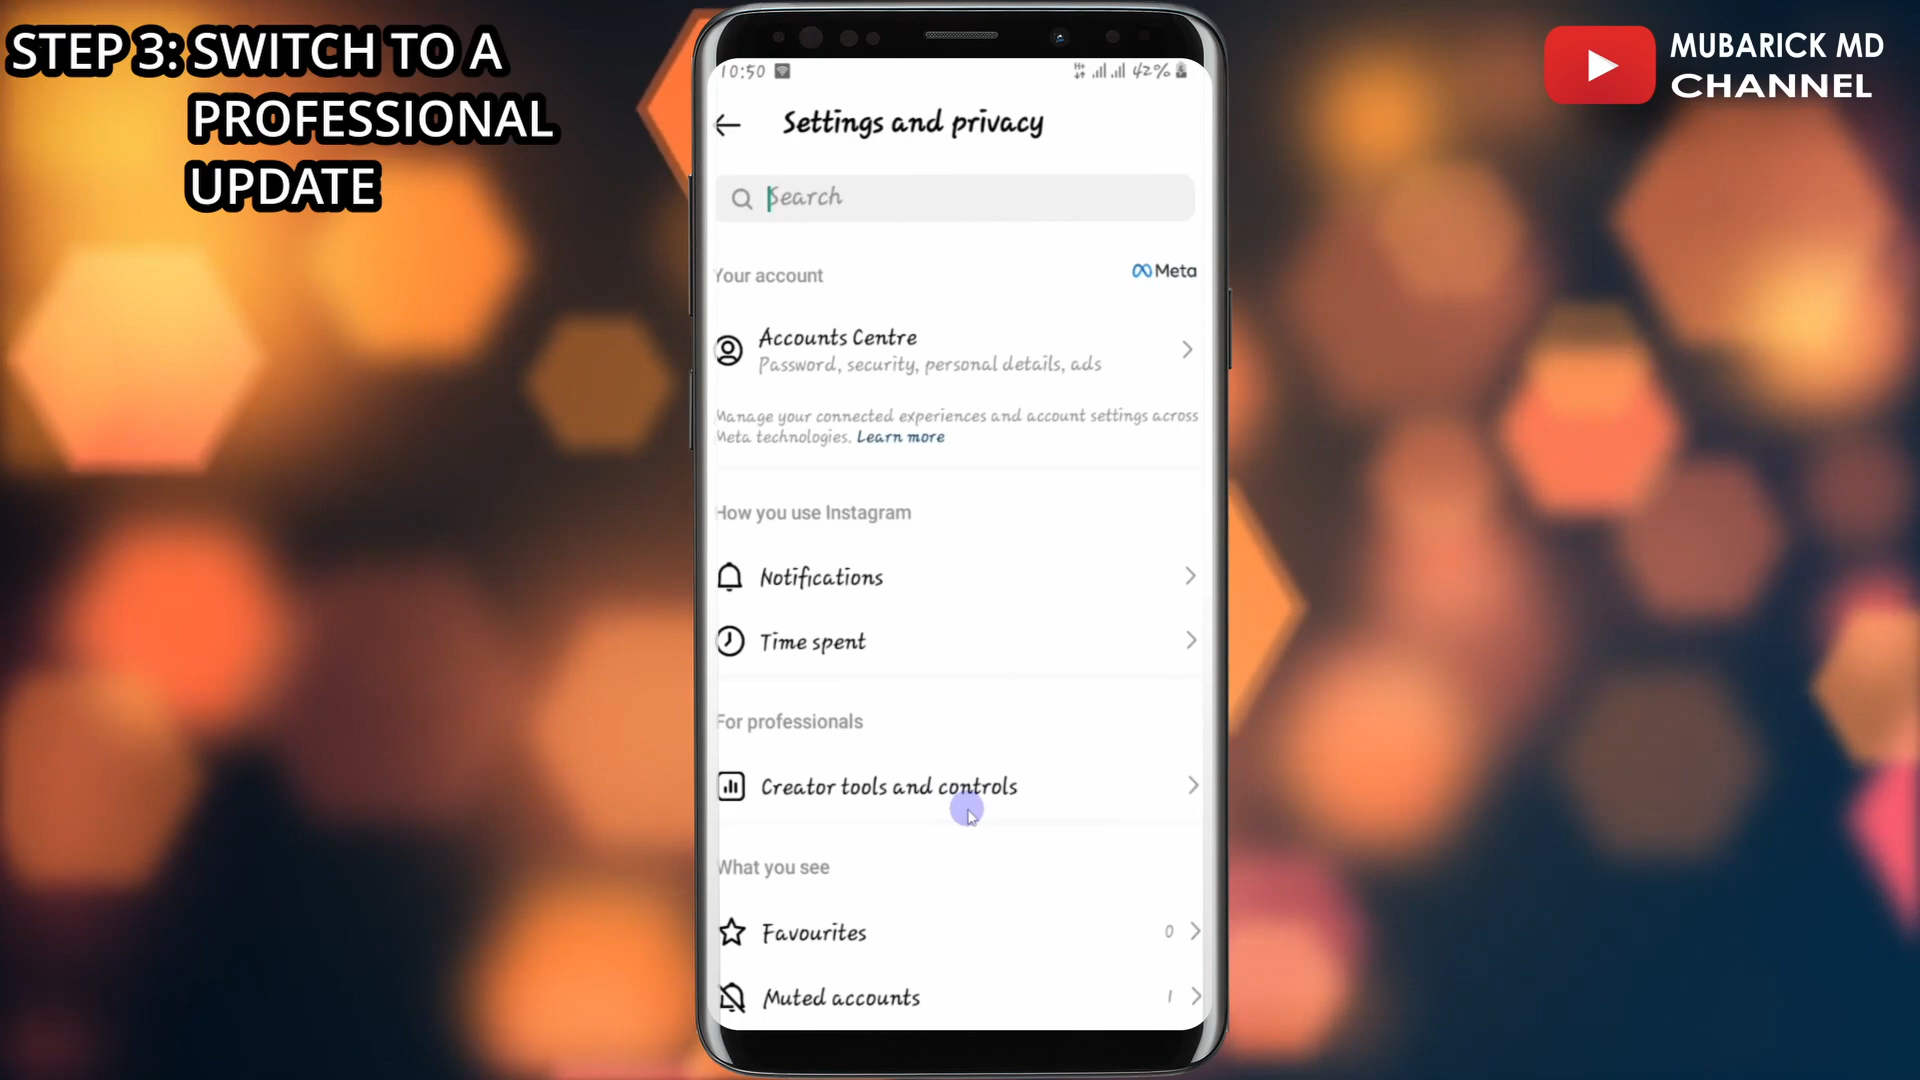 STEP 3: SWITCH TO A
PROFESSIONAL
UPDATE
MUBARICK MD
CHANNEL
10:50
42%
Settings and privacy
Search
Your account
Meta
Accounts Centre
Password, security, personal details, ads
Manage your connected experiences and account settings across
Meta technologies. Learn more
How you use Instagram
Notifications
Time spent
For professionals
Creator tools and controls
What you see
Favourites 0
Muted accounts 1